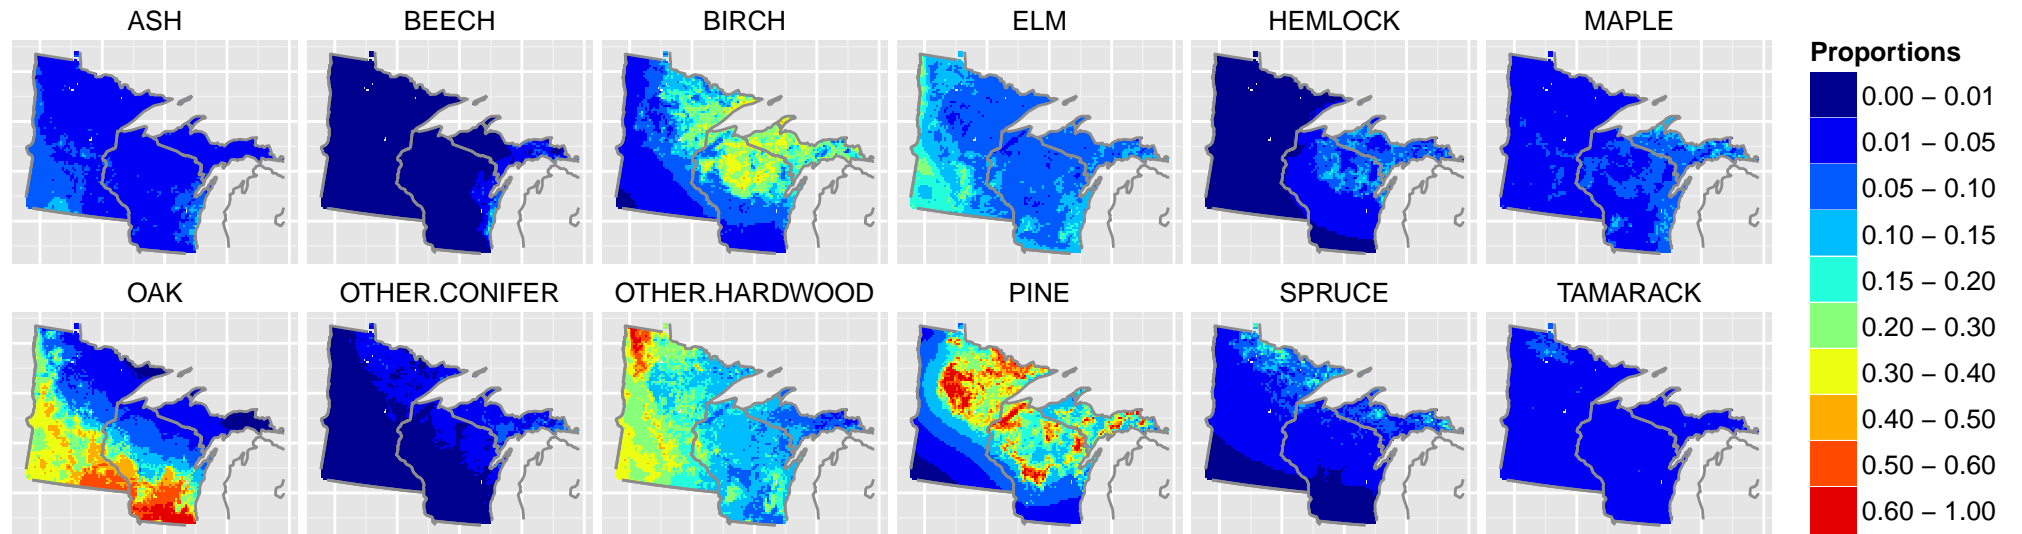 ASH BEECH BIRCH ELM HEMLOCK MAPLE
OAK OTHER.CONIFER OTHER.HARDWOOD PINE SPRUCE TAMARACK
Proportions
0.00 – 0.01
0.01 – 0.05
0.05 – 0.10
0.10 – 0.15
0.15 – 0.20
0.20 – 0.30
0.30 – 0.40
0.40 – 0.50
0.50 – 0.60
0.60 – 1.00